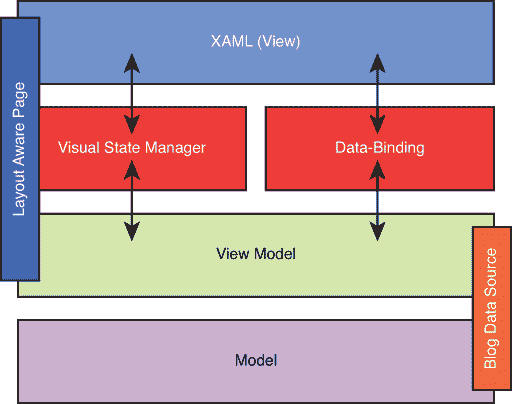 XAML (View)
Layout Aware Page
Visual State Manager
Data-Binding
View Model
Blog Data Source
Model